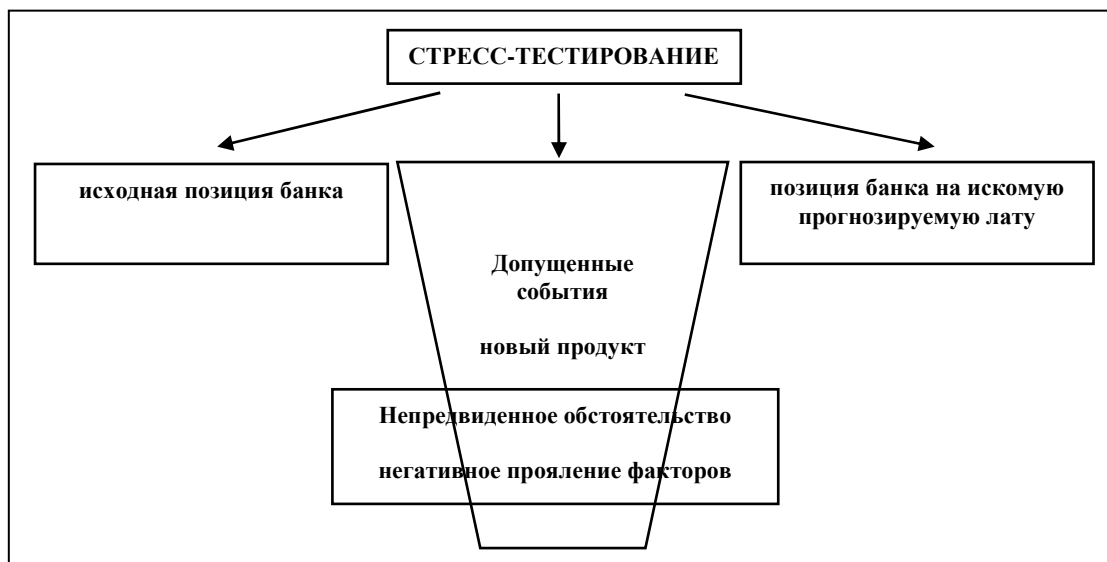 СТРЕСС-ТЕСТИРОВАНИЕ
исходная позиция банка
позиция банка на искомую
прогнозируемую лату
Допущенные
события
новый продукт
Непредвиденное обстоятельство
негативное прояление факторов